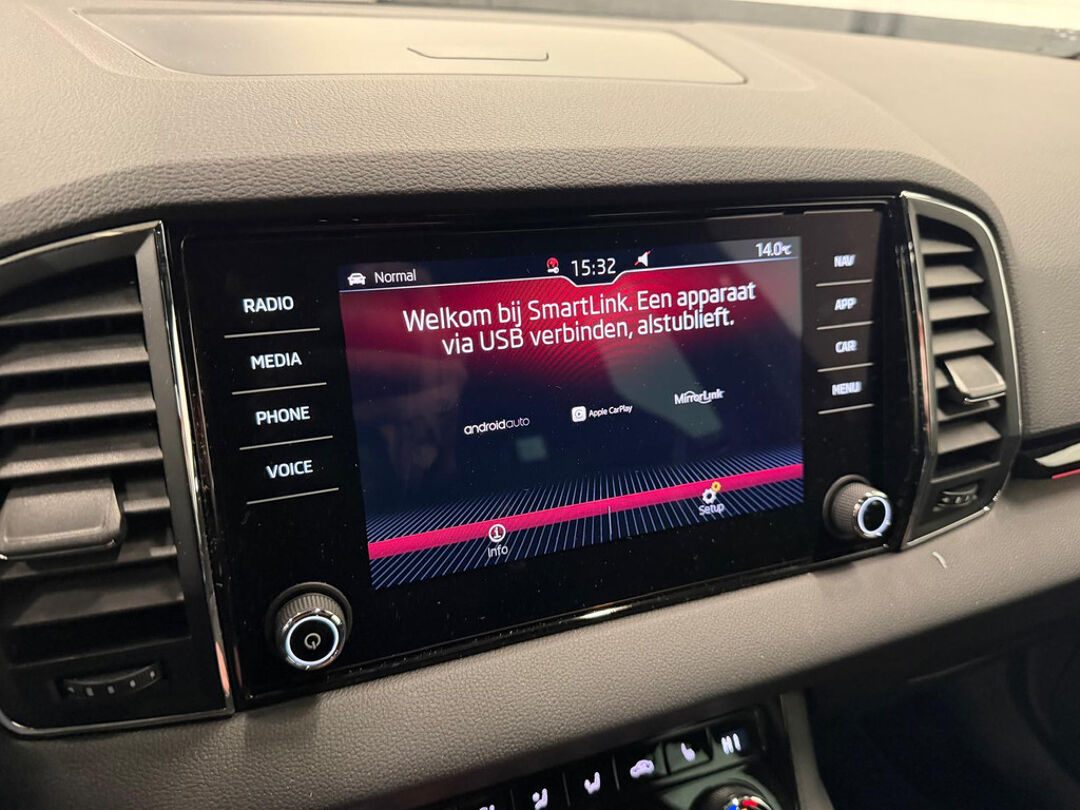 Normal
15:32
14.0°C
RADIO
MEDIA
PHONE
VOICE
Welkom bij SmartLink. Een apparaat
via USB verbinden, alstublieft.
androidauto
Apple CarPlay
MirrorLink
Info
Setup
NAV
APP
CAR
MENU